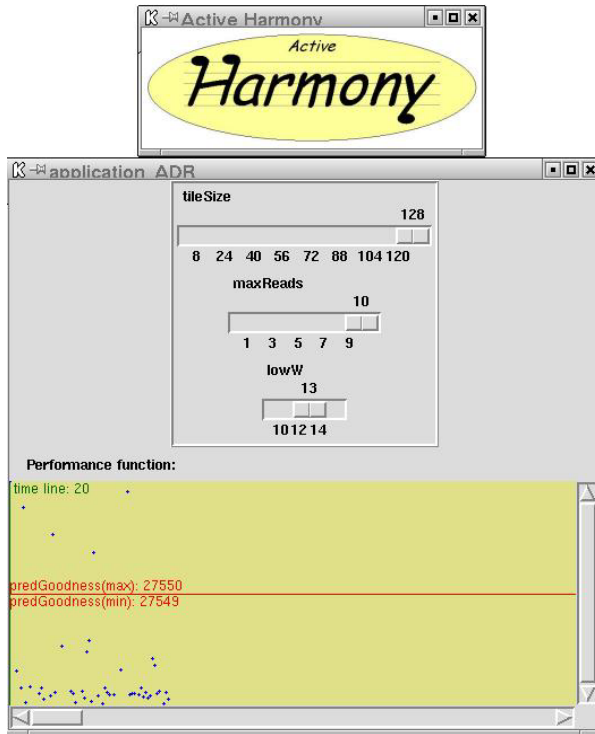 Active Harmony
Active
Harmony
application_ADR
tileSize
128
8 24 40 56 72 88 104 120
maxReads
10
1 3 5 7 9
lowW
13
10 12 14
Performance function:
time line: 20
predGoodness(max): 27550
predGoodness(min): 27549